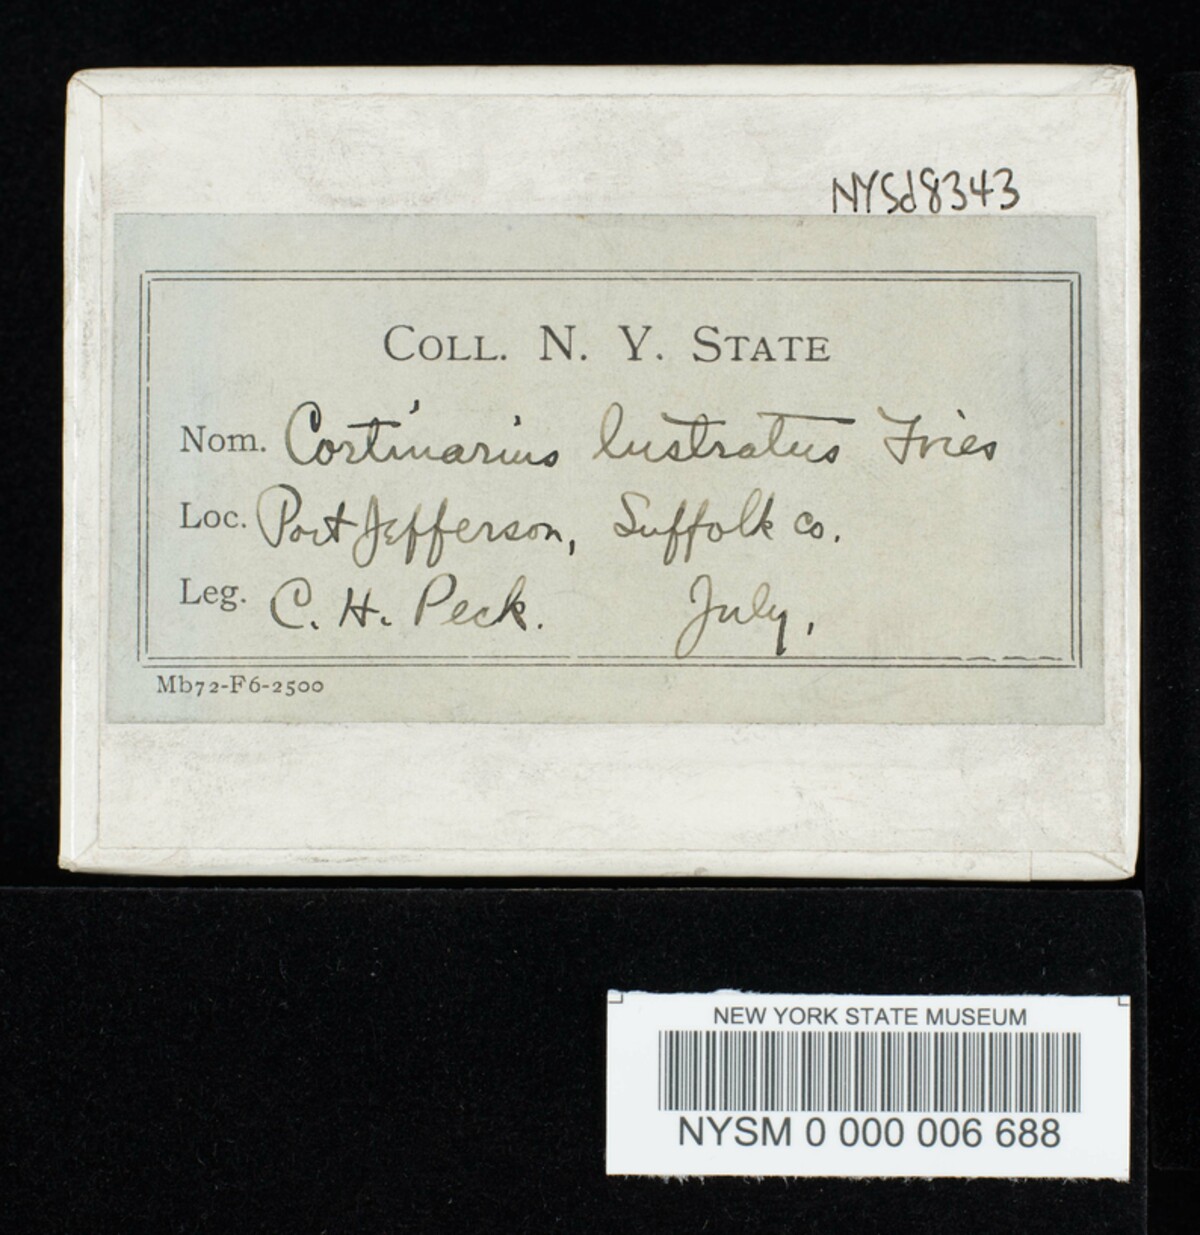 NYSd8343
COLL. N. Y. STATE
Nom. Cortinarius lustratus Fries
Loc. Port Jefferson, Suffolk co.
Leg. C. H. Peck. July,
Mb72-F6-2500
NEW YORK STATE MUSEUM
NYSM 0 000 006 688